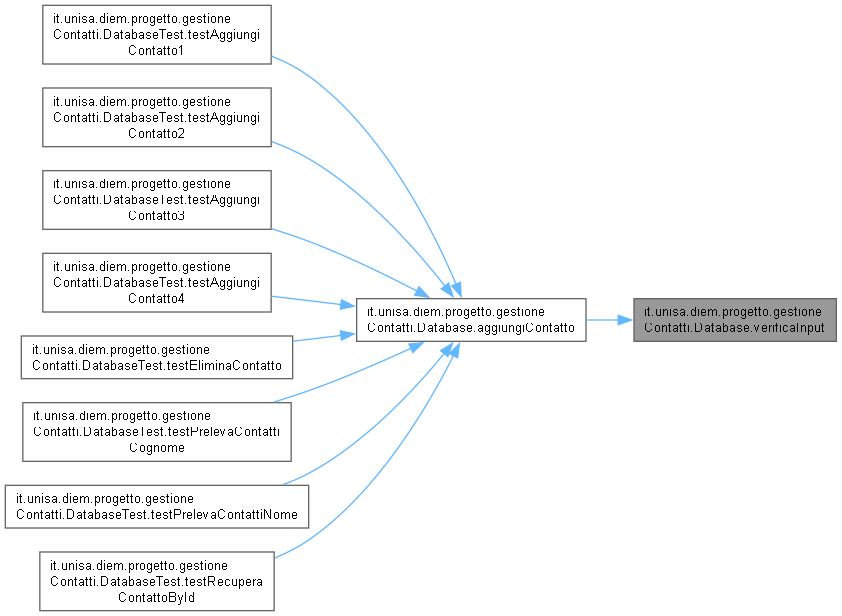 it.unisa.diem.progetto.gestione
Contatti.DatabaseTest.testAggiungi
Contatto1
it.unisa.diem.progetto.gestione
Contatti.DatabaseTest.testAggiungi
Contatto2
it.unisa.diem.progetto.gestione
Contatti.DatabaseTest.testAggiungi
Contatto3
it.unisa.diem.progetto.gestione
Contatti.DatabaseTest.testAggiungi
Contatto4
it.unisa.diem.progetto.gestione
Contatti.DatabaseTest.testEliminaContatto
it.unisa.diem.progetto.gestione
Contatti.DatabaseTest.testPrelevaContatti
Cognome
it.unisa.diem.progetto.gestione
Contatti.DatabaseTest.testPrelevaContattiNome
it.unisa.diem.progetto.gestione
Contatti.DatabaseTest.testRecupera
ContattoById
it.unisa.diem.progetto.gestione
Contatti.Database.aggiungiContatto
it.unisa.diem.progetto.gestione
Contatti.Database.verificaInput